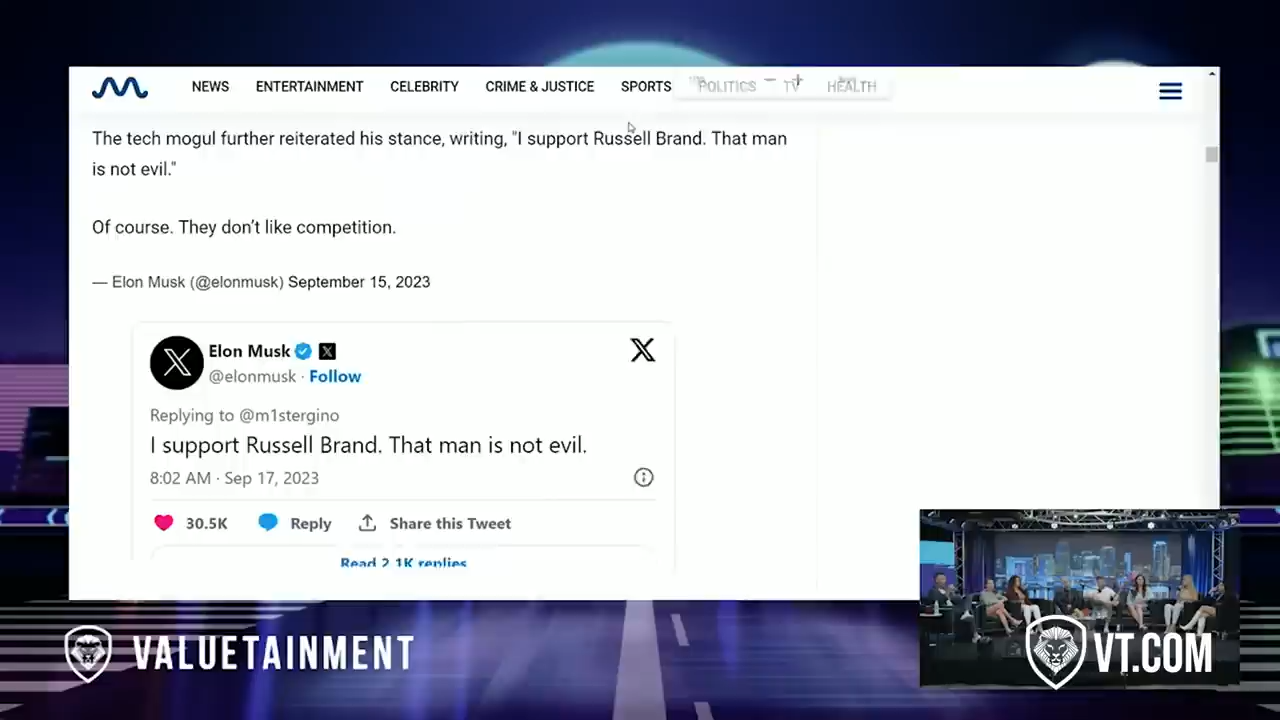 NEWS ENTERTAINMENT CELEBRITY CRIME & JUSTICE SPORTS POLITICS TV HEALTH
The tech mogul further reiterated his stance, writing, "I support Russell Brand. That man
is not evil."
Of course. They don’t like competition.
— Elon Musk (@elonmusk) September 15, 2023
Elon Musk
@elonmusk · Follow
Replying to @m1stergino
I support Russell Brand. That man is not evil.
8:02 AM · Sep 17, 2023
30.5K Reply Share this Tweet
Read 2.1K replies
VALUETAINMENT
VT.COM